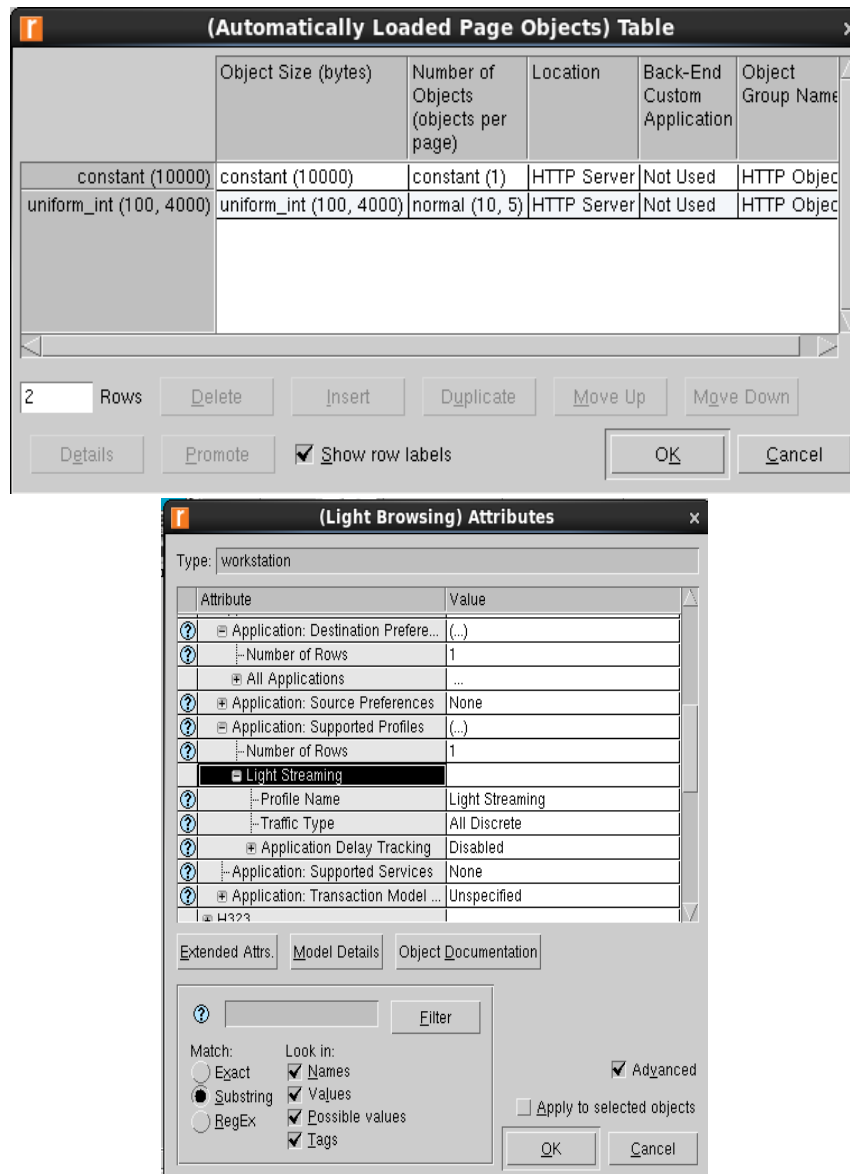 (Automatically Loaded Page Objects) Table
Object Size (bytes) Number of Objects (objects per page) Location Back-End Custom Application Object Group Name
constant (10000) constant (10000) constant (1) HTTP Server Not Used HTTP Objec
uniform_int (100, 4000) uniform_int (100, 4000) normal (10, 5) HTTP Server Not Used HTTP Objec
2 Rows Delete Insert Duplicate Move Up Move Down
Details Promote Show row labels OK Cancel
(Light Browsing) Attributes
Type: workstation
Attribute Value
Application: Destination Prefere... (...)
Number of Rows 1
All Applications ...
Application: Source Preferences None
Application: Supported Profiles (...)
Number of Rows 1
Light Streaming
Profile Name Light Streaming
Traffic Type All Discrete
Application Delay Tracking Disabled
Application: Supported Services None
Application: Transaction Model ... Unspecified
H323
Extended Attrs. Model Details Object Documentation
Filter
Match: Look in:
Exact Names
Substring Values
RegEx Possible values
Tags
Advanced
Apply to selected objects
OK Cancel